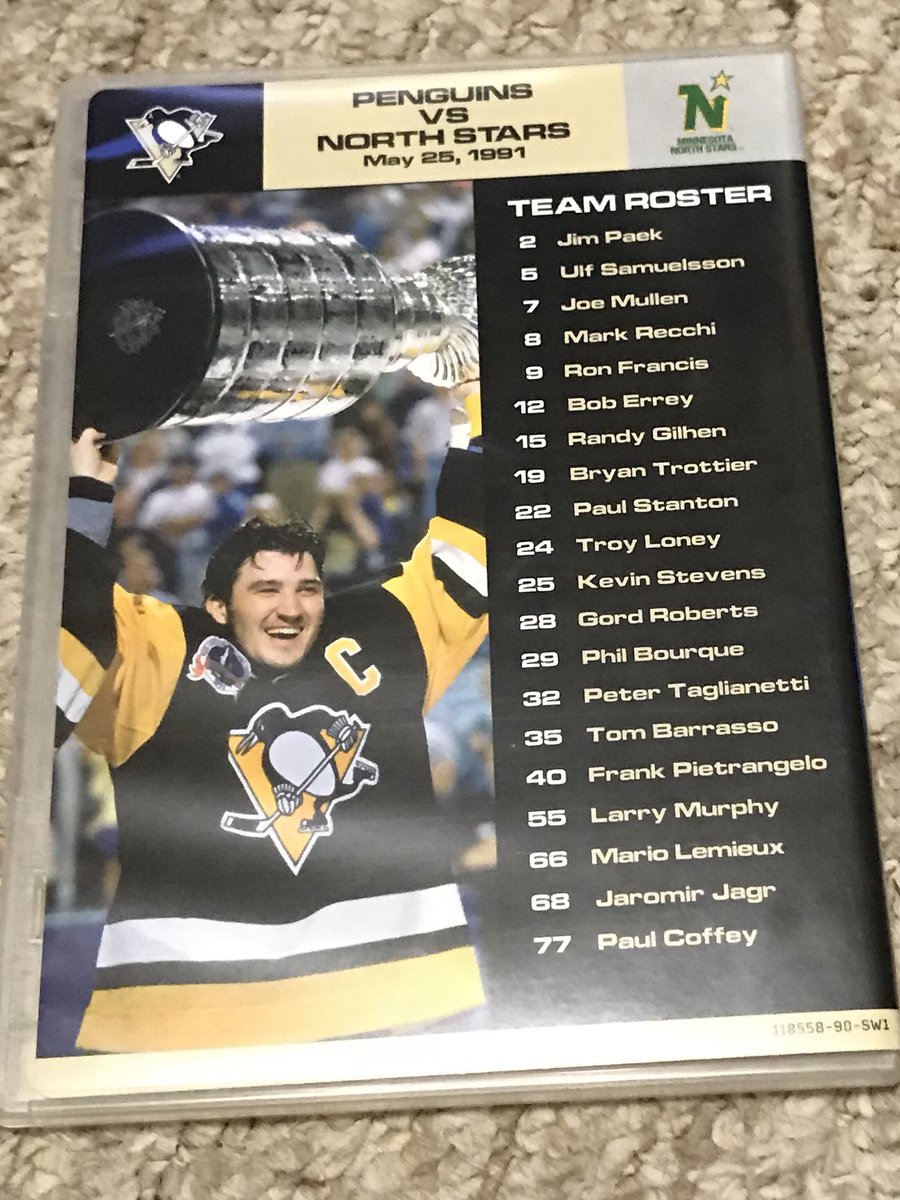 PENGUINS
VS
NORTH STARS
May 25, 1991
N
MINNESOTA
NORTH STARS
TEAM ROSTER
2 Jim Paek
5 Ulf Samuelsson
7 Joe Mullen
8 Mark Recchi
9 Ron Francis
12 Bob Errey
15 Randy Gilhen
19 Bryan Trottier
22 Paul Stanton
24 Troy Loney
25 Kevin Stevens
28 Gord Roberts
29 Phil Bourque
32 Peter Taglianetti
35 Tom Barrasso
40 Frank Pietrangelo
55 Larry Murphy
66 Mario Lemieux
68 Jaromir Jagr
77 Paul Coffey
C